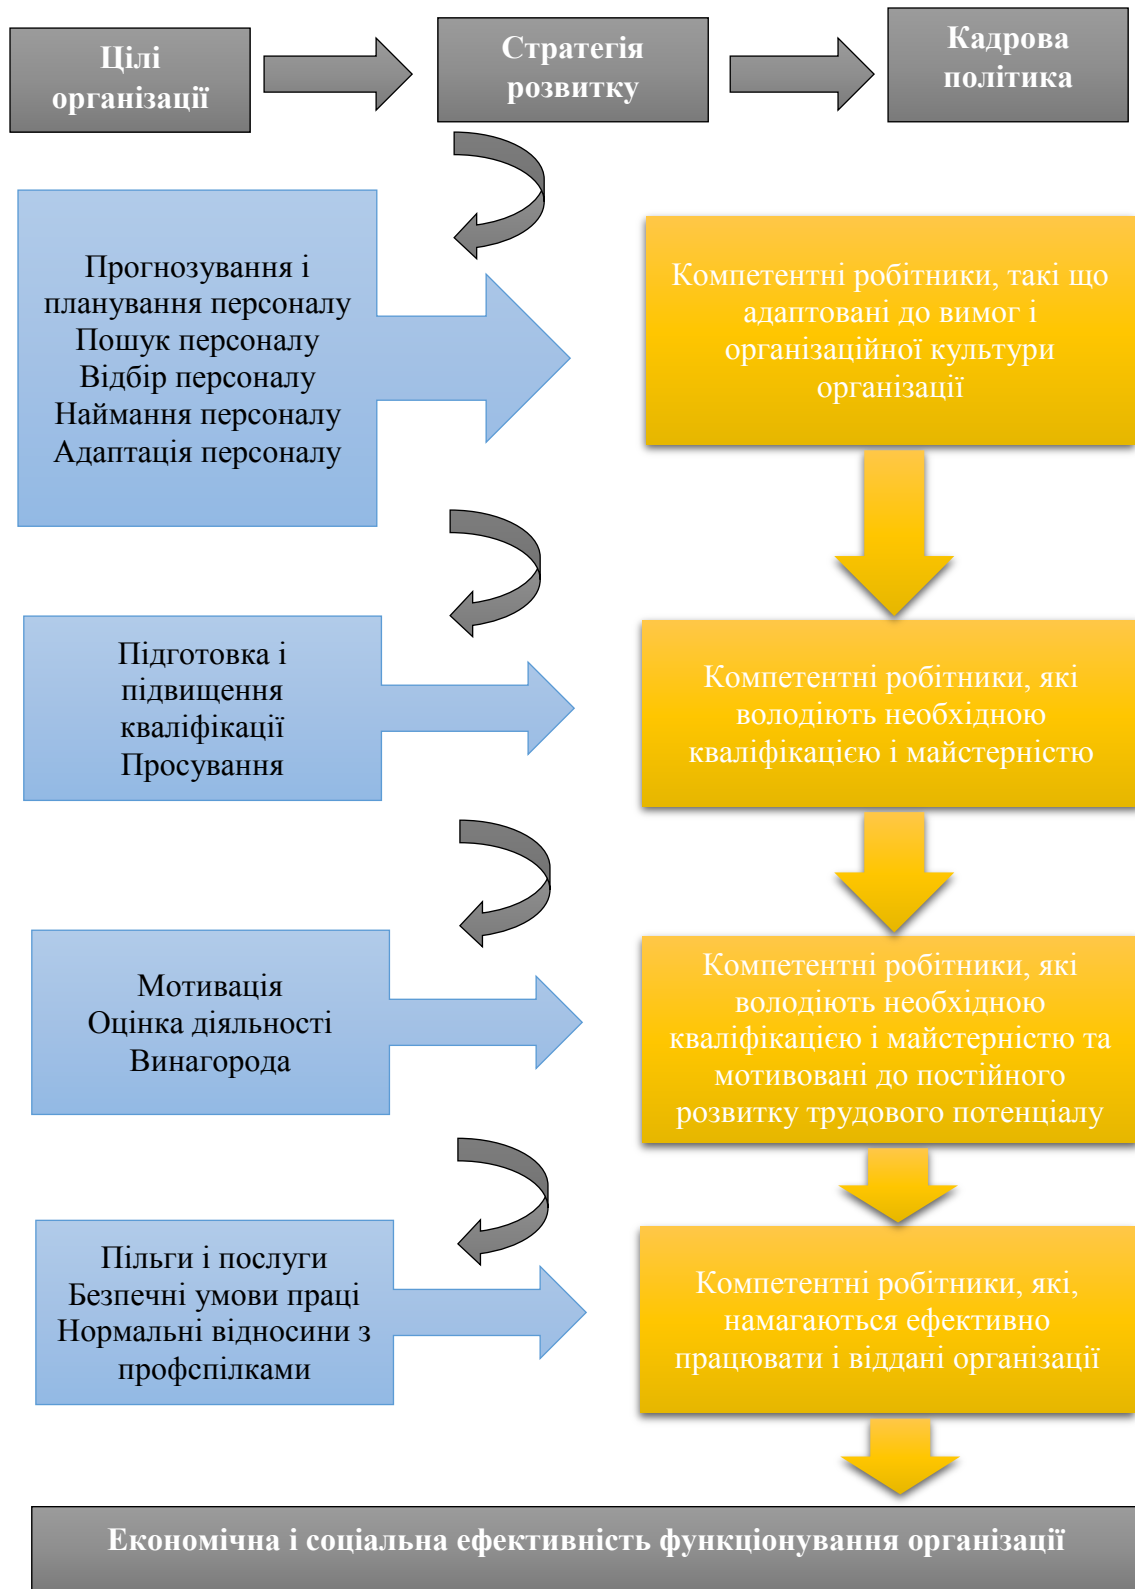 Цілі
організації
Стратегія
розвитку
Кадрова
політика
Прогнозування і
планування персоналу
Пошук персоналу
Відбір персоналу
Наймання персоналу
Адаптація персоналу
Компетентні робітники, такі що
адаптовані до вимог і
організаційної культури
організації
Підготовка і
підвищення
кваліфікації
Просування
Компетентні робітники, які
володіють необхідною
кваліфікацією і майстерністю
Мотивація
Оцінка діяльності
Винагорода
Компетентні робітники, які
володіють необхідною
кваліфікацією і майстерністю та
мотивовані до постійного
розвитку трудового потенціалу
Пільги і послуги
Безпечні умови праці
Нормальні відносини з
профспілками
Компетентні робітники, які,
намагаються ефективно
працювати і віддані організації
Економічна і соціальна ефективність функціонування організації